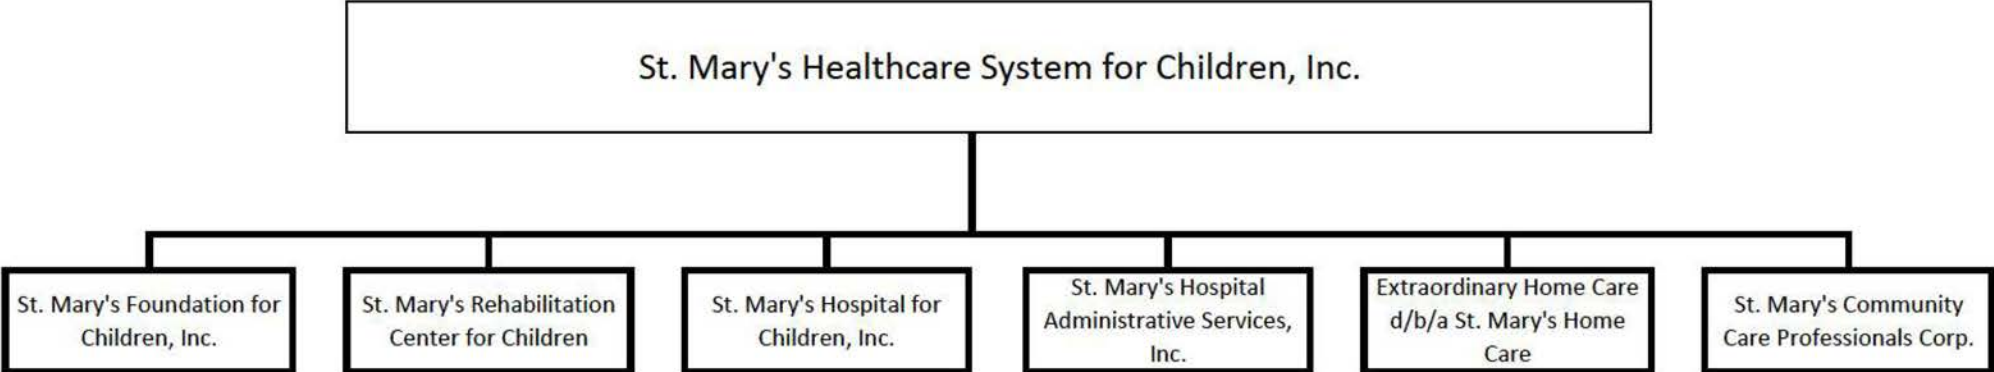 St. Mary's Healthcare System for Children, Inc.
St. Mary's Foundation for
Children, Inc.
St. Mary's Rehabilitation
Center for Children
St. Mary's Hospital for
Children, Inc.
St. Mary's Hospital
Administrative Services,
Inc.
Extraordinary Home Care
d/b/a St. Mary's Home
Care
St. Mary's Community
Care Professionals Corp.